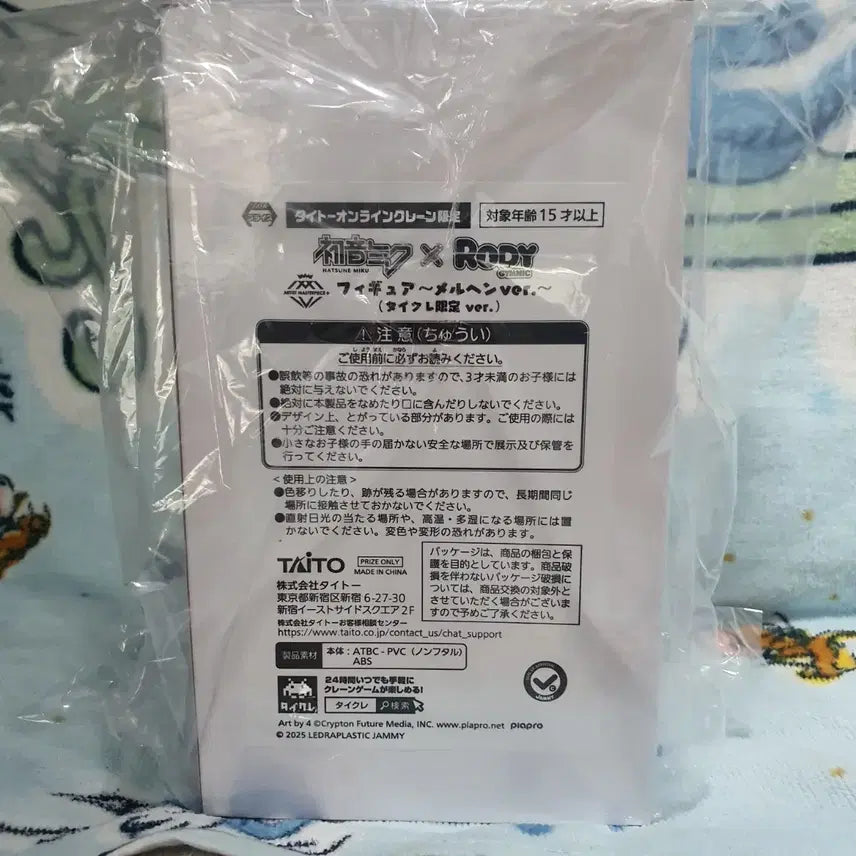 タイトーオンラインクレーン限定 対象年齢15才以上
初音ミク × RODY
HATSUNE MIKU GYMNIC
ARTIST MASTERPIECE+ フィギュア～メルヘンver.～
(タイクレ限定 ver.)
注意(ちゅうい)
ご使用前に必ずお読みください。
●誤飲等の事故の恐れがありますので、3才未満のお子様には
絶対に与えないでください。
●絶対に本製品をなめたり口に含んだりしないでください。
●デザイン上、とがっている部分があります。ご使用の際には
十分ご注意ください。
●小さなお子様の手の届かない安全な場所で展示及び保管を
行ってください。
<使用上の注意>
●色移りしたり、跡が残る場合がありますので、長期間同じ
場所に接触させておかないでください。
●直射日光の当たる場所や、高温・多湿になる場所には置
かないでください。変色や変形の恐れがあります。
TAITO PRIZE ONLY
MADE IN CHINA
株式会社タイトー
東京都新宿区新宿 6-27-30
新宿イーストサイドスクエア 2F
株式会社タイトーお客様相談センター
https://www.taito.co.jp/contact_us/chat_support
パッケージは、商品の梱包と保
護を目的としています。商品破
損を伴わないパッケージ破損に
ついては、商品交換の対象外と
させていただく場合がございま
すので予めご了承ください。
製品素材 本体：ATBC-PVC (ノンフタル)
ABS
24時間いつでも手軽に
クレーンゲームが楽しめる!
タイクレ タイクレ 検索
Art by 4 ©Crypton Future Media, INC. www.piapro.net piapro
© 2025 LEDRAPLASTIC JAMMY